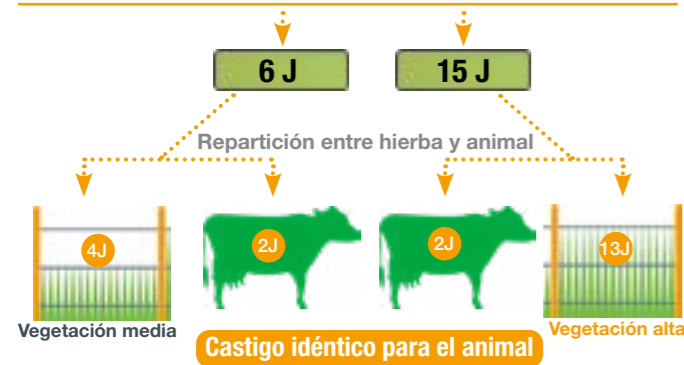 6 J
15 J
Repartición entre hierba y animal
4J
2J
2J
13J
Vegetación media
Vegetación alta
Castigo idéntico para el animal